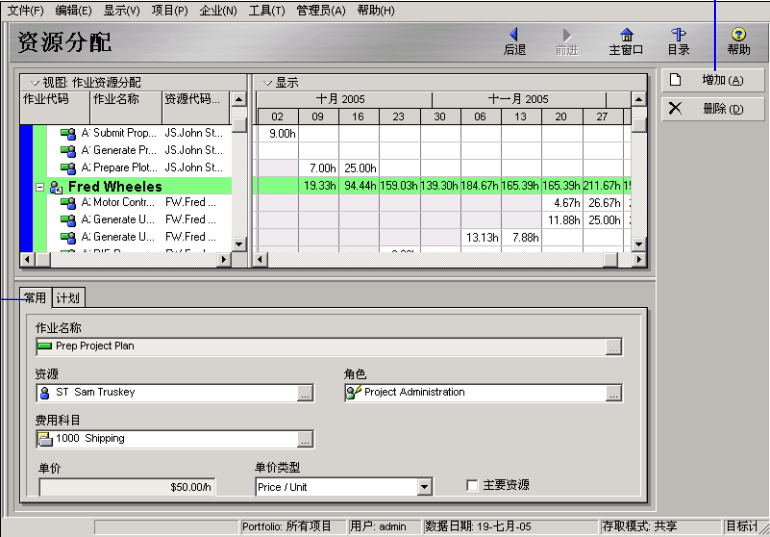 文件(F) 编辑(E) 显示(V) 项目(P) 企业(N) 工具(T) 管理员(A) 帮助(H)
资源分配
后退 前进 主窗口 目录 帮助
增加(A)
删除(D)
视图: 作业资源分配
作业代码 作业名称 资源代码...
显示
十月 2005 十一月 2005
02 09 16 23 30 06 13 20 27
A: Submit Prop... JS.John St... 9.00h
A: Generate Pr... JS.John St...
A: Prepare Plot... JS.John St... 7.00h 25.00h
Fred Wheeles 19.33h 94.44h 159.03h 139.30h 184.67h 165.39h 165.39h 211.67h
A: Motor Contr... FW.Fred ... 4.67h 26.67h
A: Generate U... FW.Fred ... 11.88h 25.00h
A: Generate U... FW.Fred ... 13.13h 7.88h
常用 计划
作业名称
Prep Project Plan
资源 角色
ST Sam Truskey Project Administration
费用科目
1000 Shipping
单价 单价类型
$50.00/h Price / Unit 主要资源
Portfolio: 所有项目 用户: admin 数据日期: 19-七月-05 存取模式: 共享 目标计